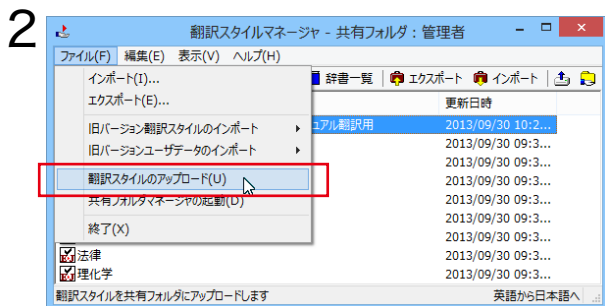 2
翻訳スタイルマネージャ - 共有フォルダ : 管理者
ファイル(F) 編集(E) 表示(V) ヘルプ(H)
辞書一覧 エクスポート インポート
インポート(I)...
エクスポート(E)...
旧バージョン翻訳スタイルのインポート
旧バージョンユーザデータのインポート
翻訳スタイルのアップロード(U)
共有フォルダマネージャの起動(D)
終了(X)
更新日時
ュアル翻訳用 2013/09/30 10:2...
2013/09/30 09:3...
2013/09/30 09:3...
2013/09/30 09:3...
2013/09/30 09:3...
2013/09/30 09:3...
2013/09/30 09:3...
法律 2013/09/30 09:3...
理化学 2013/09/30 09:3...
翻訳スタイルを共有フォルダにアップロードします 英語から日本語へ